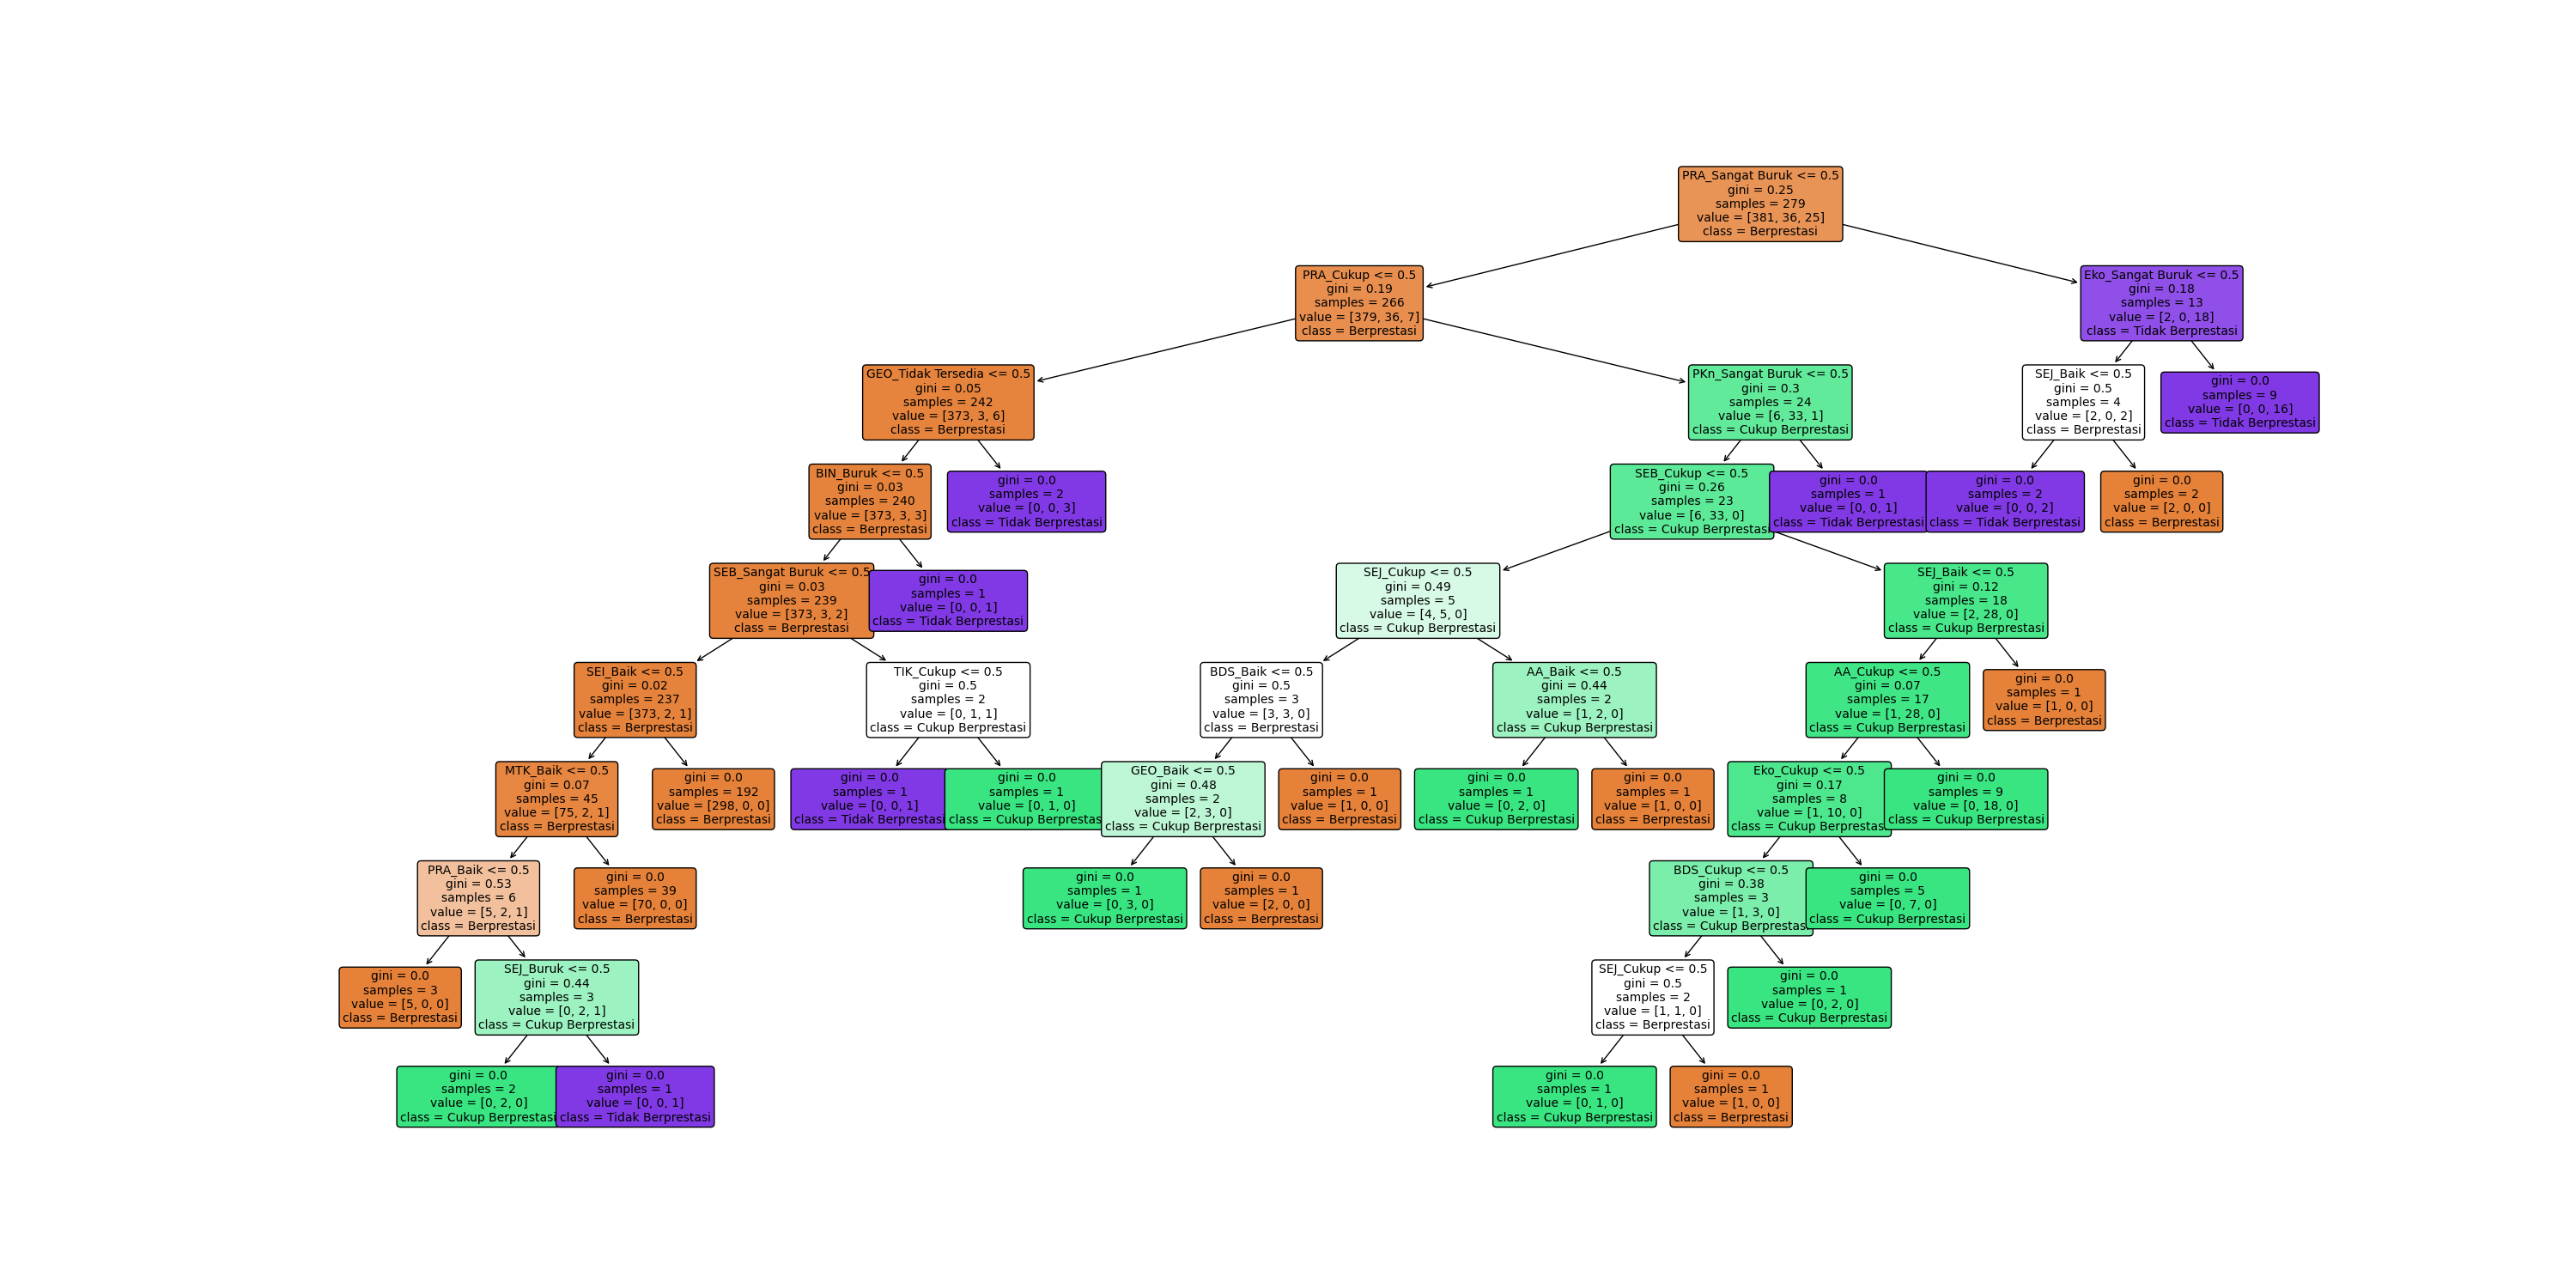 PRA_Sangat Buruk <= 0.5
gini = 0.25
samples = 279
value = [381, 36, 25]
class = Berprestasi
PRA_Cukup <= 0.5
gini = 0.19
samples = 266
value = [379, 36, 7]
class = Berprestasi
Eko_Sangat Buruk <= 0.5
gini = 0.18
samples = 13
value = [2, 0, 18]
class = Tidak Berprestasi
GEO_Tidak Tersedia <= 0.5
gini = 0.05
samples = 242
value = [373, 3, 6]
class = Berprestasi
PKn_Sangat Buruk <= 0.5
gini = 0.3
samples = 24
value = [6, 33, 1]
class = Cukup Berprestasi
SEJ_Baik <= 0.5
gini = 0.5
samples = 4
value = [2, 0, 2]
class = Berprestasi
gini = 0.0
samples = 9
value = [0, 0, 16]
class = Tidak Berprestasi
BIN_Buruk <= 0.5
gini = 0.03
samples = 240
value = [373, 3, 3]
class = Berprestasi
gini = 0.0
samples = 2
value = [0, 0, 3]
class = Tidak Berprestasi
SEB_Cukup <= 0.5
gini = 0.26
samples = 23
value = [6, 33, 0]
class = Cukup Berprestasi
gini = 0.0
samples = 1
value = [0, 0, 1]
class = Tidak Berprestasi
gini = 0.0
samples = 2
value = [0, 0, 2]
class = Tidak Berprestasi
gini = 0.0
samples = 2
value = [2, 0, 0]
class = Berprestasi
SEB_Sangat Buruk <= 0.5
gini = 0.03
samples = 239
value = [373, 3, 2]
class = Berprestasi
gini = 0.0
samples = 1
value = [0, 0, 1]
class = Tidak Berprestasi
SEJ_Cukup <= 0.5
gini = 0.49
samples = 5
value = [4, 5, 0]
class = Cukup Berprestasi
SEJ_Baik <= 0.5
gini = 0.12
samples = 18
value = [2, 28, 0]
class = Cukup Berprestasi
SEI_Baik <= 0.5
gini = 0.02
samples = 237
value = [373, 2, 1]
class = Berprestasi
TIK_Cukup <= 0.5
gini = 0.5
samples = 2
value = [0, 1, 1]
class = Cukup Berprestasi
BDS_Baik <= 0.5
gini = 0.5
samples = 3
value = [3, 3, 0]
class = Berprestasi
AA_Baik <= 0.5
gini = 0.44
samples = 2
value = [1, 2, 0]
class = Cukup Berprestasi
AA_Cukup <= 0.5
gini = 0.07
samples = 17
value = [1, 28, 0]
class = Cukup Berprestasi
gini = 0.0
samples = 1
value = [1, 0, 0]
class = Berprestasi
MTK_Baik <= 0.5
gini = 0.07
samples = 45
value = [75, 2, 1]
class = Berprestasi
gini = 0.0
samples = 192
value = [298, 0, 0]
class = Berprestasi
gini = 0.0
samples = 1
value = [0, 0, 1]
class = Tidak Berprestasi
gini = 0.0
samples = 1
value = [0, 1, 0]
class = Cukup Berprestasi
GEO_Baik <= 0.5
gini = 0.48
samples = 2
value = [2, 3, 0]
class = Cukup Berprestasi
gini = 0.0
samples = 1
value = [1, 0, 0]
class = Berprestasi
gini = 0.0
samples = 1
value = [0, 2, 0]
class = Cukup Berprestasi
gini = 0.0
samples = 1
value = [1, 0, 0]
class = Berprestasi
Eko_Cukup <= 0.5
gini = 0.17
samples = 8
value = [1, 10, 0]
class = Cukup Berprestasi
gini = 0.0
samples = 9
value = [0, 18, 0]
class = Cukup Berprestasi
PRA_Baik <= 0.5
gini = 0.53
samples = 6
value = [5, 2, 1]
class = Berprestasi
gini = 0.0
samples = 39
value = [70, 0, 0]
class = Berprestasi
gini = 0.0
samples = 1
value = [0, 3, 0]
class = Cukup Berprestasi
gini = 0.0
samples = 1
value = [2, 0, 0]
class = Berprestasi
BDS_Cukup <= 0.5
gini = 0.38
samples = 3
value = [1, 3, 0]
class = Cukup Berprestasi
gini = 0.0
samples = 5
value = [0, 7, 0]
class = Cukup Berprestasi
gini = 0.0
samples = 3
value = [5, 0, 0]
class = Berprestasi
SEJ_Buruk <= 0.5
gini = 0.44
samples = 3
value = [0, 2, 1]
class = Cukup Berprestasi
SEJ_Cukup <= 0.5
gini = 0.5
samples = 2
value = [1, 1, 0]
class = Berprestasi
gini = 0.0
samples = 1
value = [0, 2, 0]
class = Cukup Berprestasi
gini = 0.0
samples = 2
value = [0, 2, 0]
class = Cukup Berprestasi
gini = 0.0
samples = 1
value = [0, 0, 1]
class = Tidak Berprestasi
gini = 0.0
samples = 1
value = [0, 1, 0]
class = Cukup Berprestasi
gini = 0.0
samples = 1
value = [1, 0, 0]
class = Berprestasi